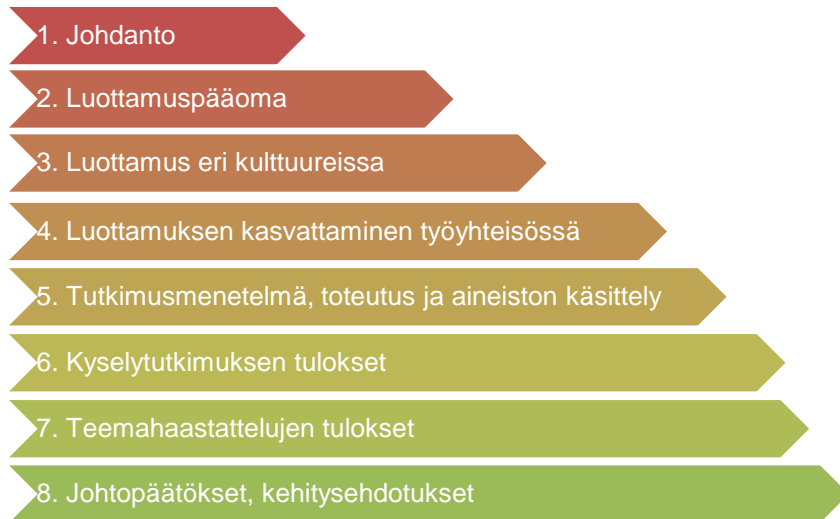 1. Johdanto
2. Luottamuspääoma
3. Luottamus eri kulttuureissa
4. Luottamuksen kasvattaminen työyhteisössä
5. Tutkimusmenetelmä, toteutus ja aineiston käsittely
6. Kyselytutkimuksen tulokset
7. Teemahaastattelujen tulokset
8. Johtopäätökset, kehitysehdotukset